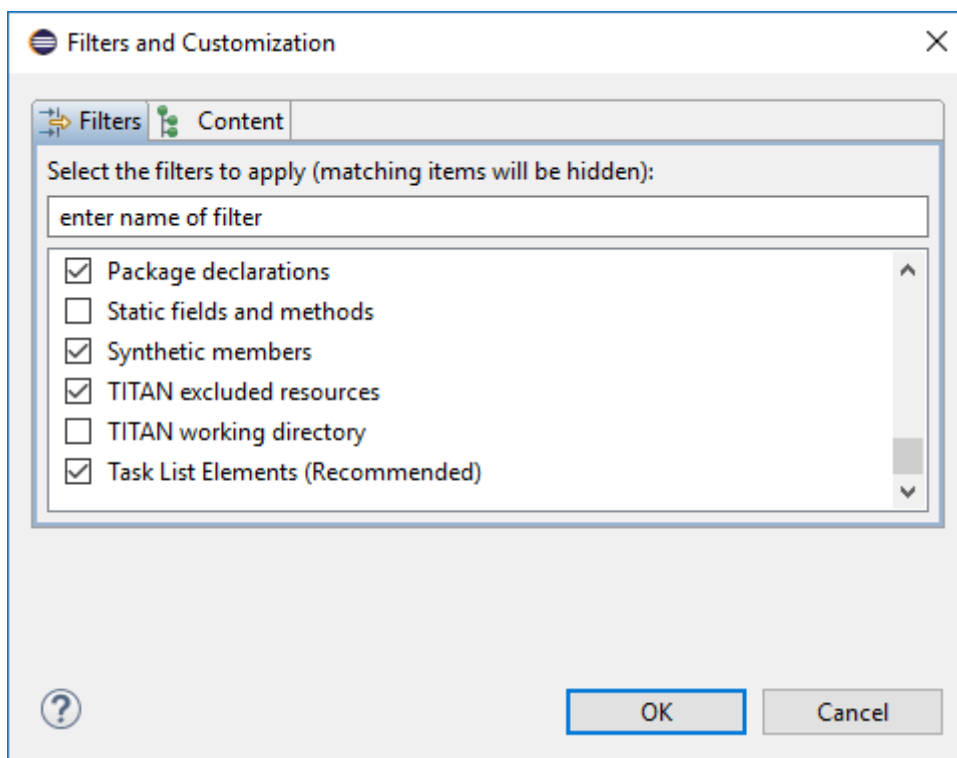 Filters and Customization
Filters Content
Select the filters to apply (matching items will be hidden):
enter name of filter
Package declarations
Static fields and methods
Synthetic members
TITAN excluded resources
TITAN working directory
Task List Elements (Recommended)
?
OK Cancel